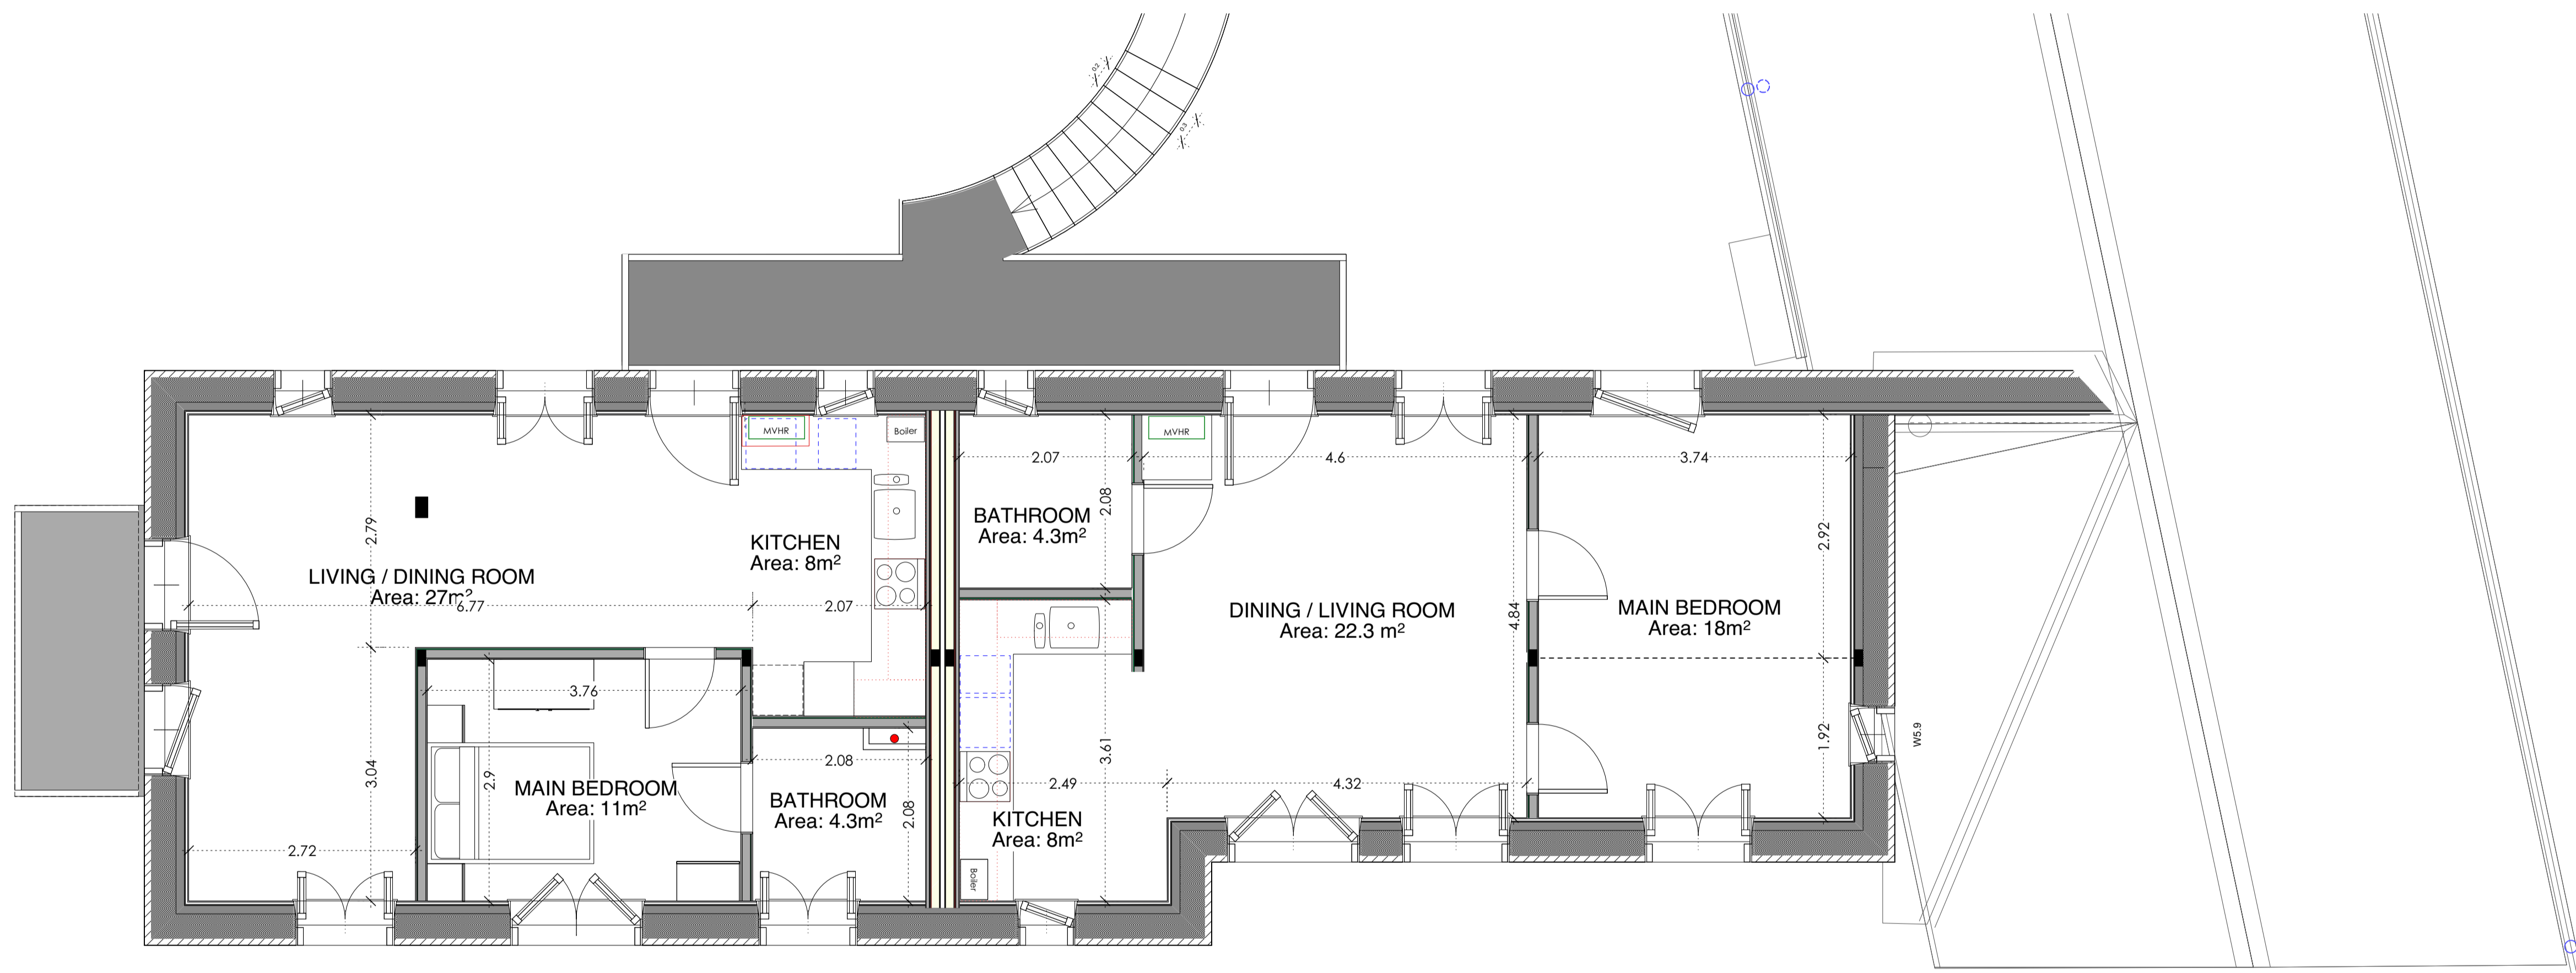 0.2
0.3
MVHR
Boiler
MVHR
2.07
4.6
3.74
2.79
2.08
2.92
BATHROOM
Area: 4.3m²
KITCHEN
Area: 8m²
LIVING / DINING ROOM
Area: 27m²
6.77
2.07
DINING / LIVING ROOM
Area: 22.3 m²
4.84
MAIN BEDROOM
Area: 18m²
3.76
3.04
2.9
MAIN BEDROOM
Area: 11m²
2.08
BATHROOM
Area: 4.3m²
2.08
3.61
2.49
4.32
1.92
W5.9
KITCHEN
Area: 8m²
2.72
Boiler